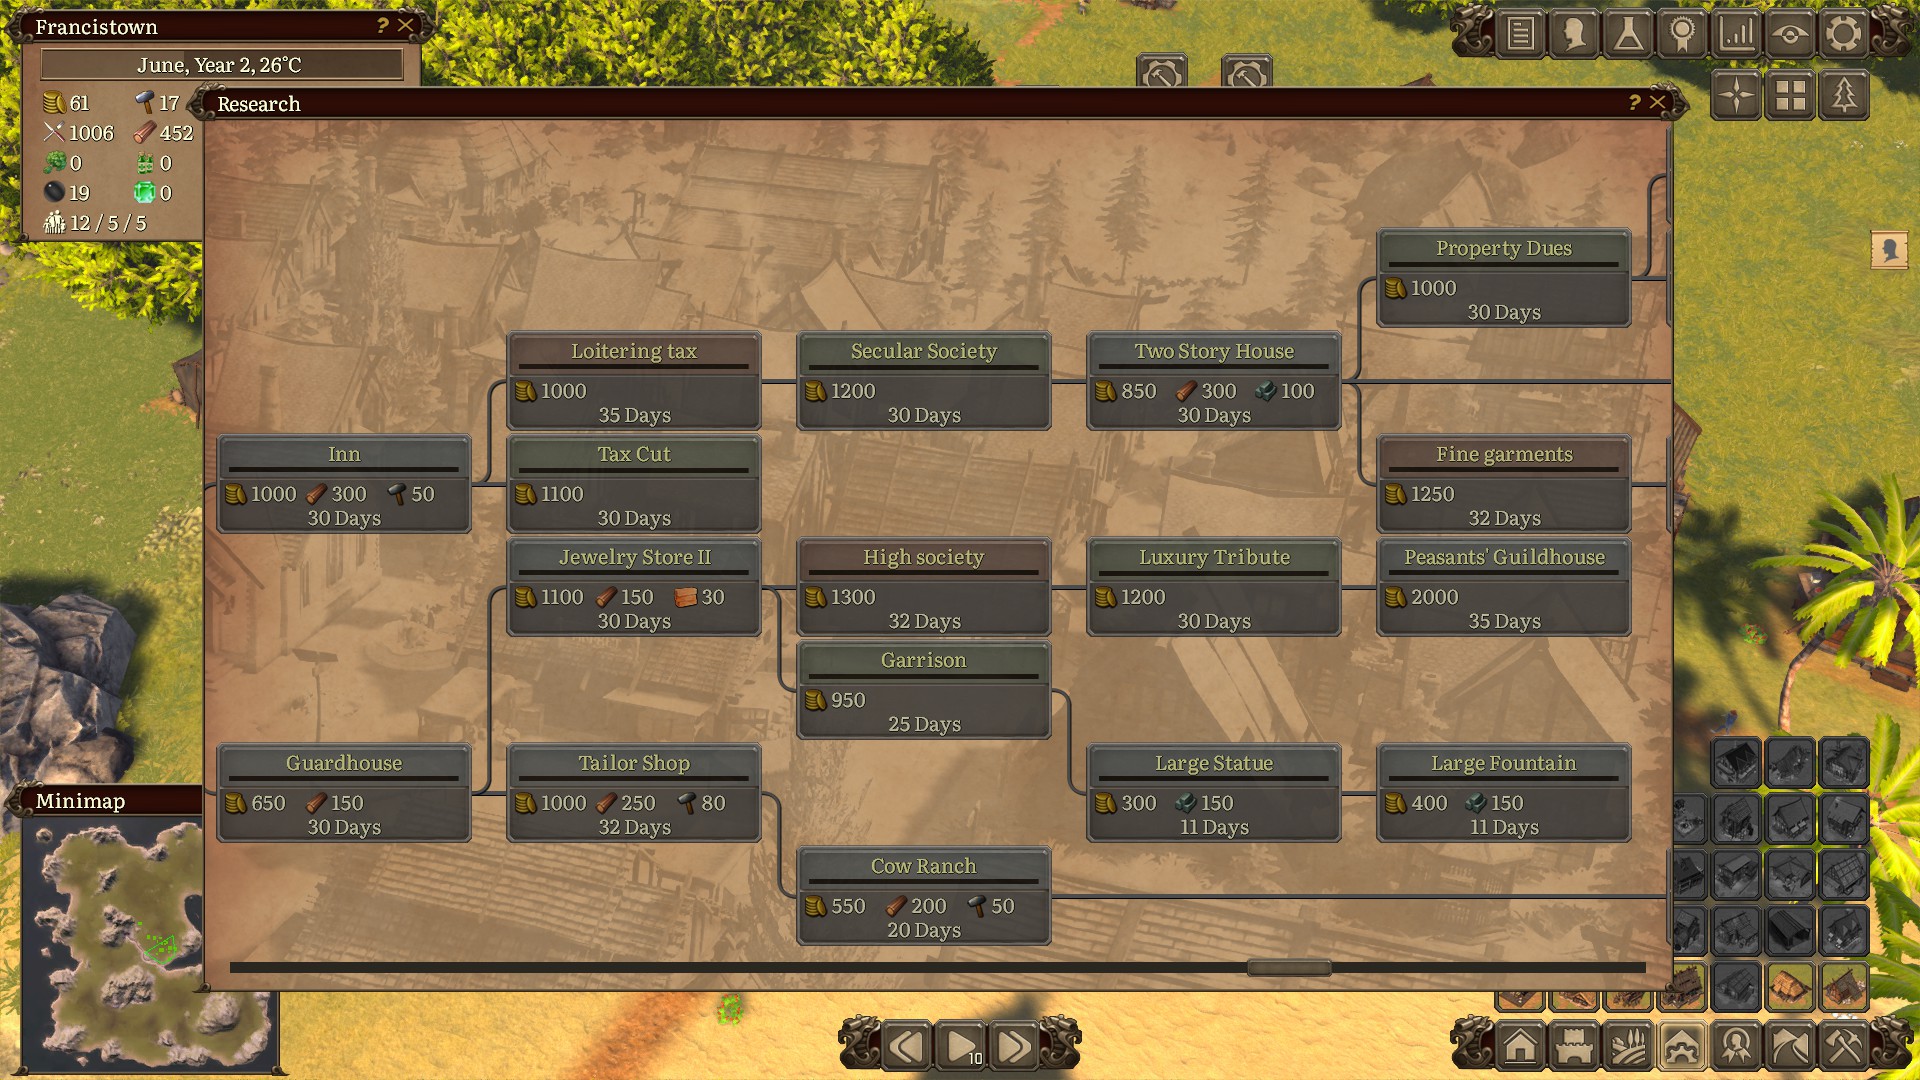 Francistown ?
June, Year 2, 26°C
61 17
1006 452
0 0
19 0
12 / 5 / 5
Research ?
Property Dues
1000
30 Days
Loitering tax
1000
35 Days
Secular Society
1200
30 Days
Two Story House
850 300 100
30 Days
Inn
1000 300 50
30 Days
Tax Cut
1100
30 Days
Fine garments
1250
32 Days
Jewelry Store II
1100 150 30
30 Days
High society
1300
32 Days
Luxury Tribute
1200
30 Days
Peasants' Guildhouse
2000
35 Days
Garrison
950
25 Days
Guardhouse
650 150
30 Days
Tailor Shop
1000 250 80
32 Days
Large Statue
300 150
11 Days
Large Fountain
400 150
11 Days
Cow Ranch
550 200 50
20 Days
Minimap
10